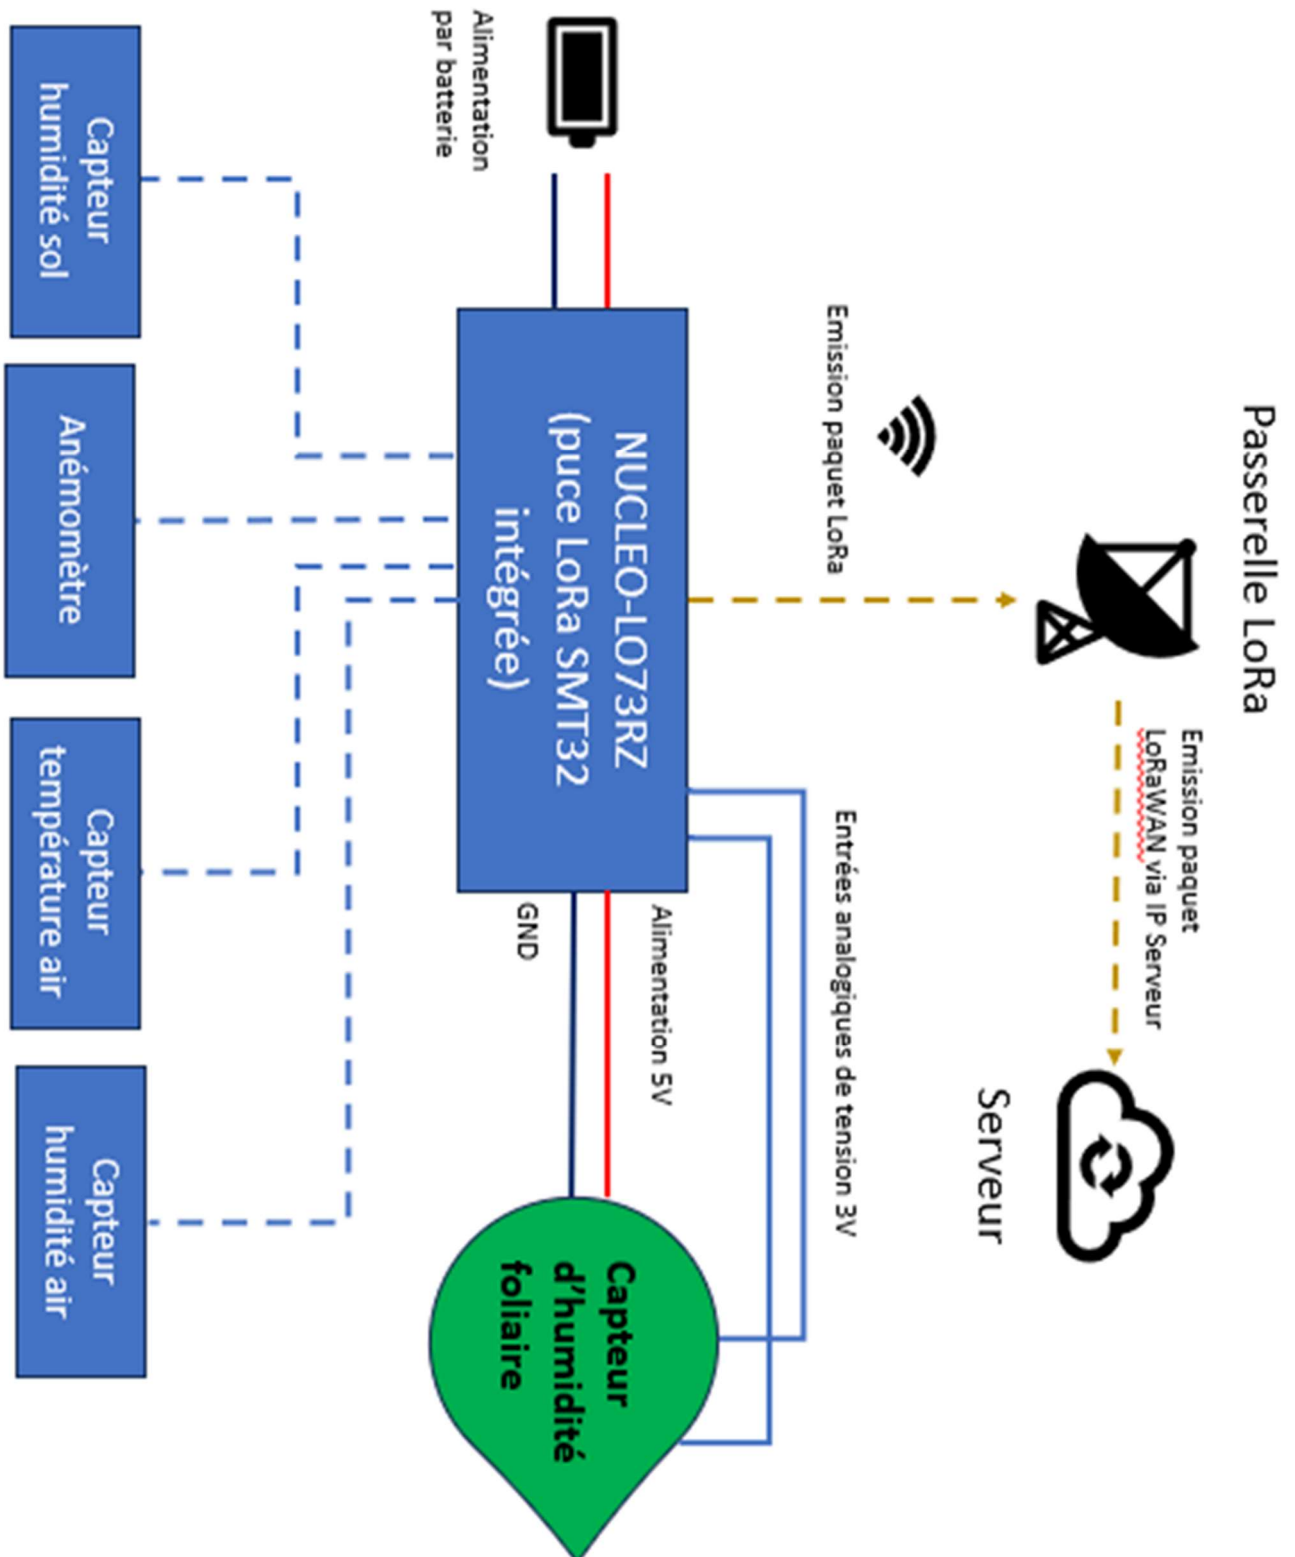 Passerelle LoRa
Emission paquet
LoRaWAN via IP Serveur
Serveur
Emission paquet LoRa
Entrées analogiques de tension 3V
Alimentation
par batterie
NUCLEO-LO73RZ
(puce LoRa SMT32
intégrée)
Alimentation 5V
GND
Capteur
d'humidité
foliaire
Capteur
humidité sol
Anémomètre
Capteur
température air
Capteur
humidité air